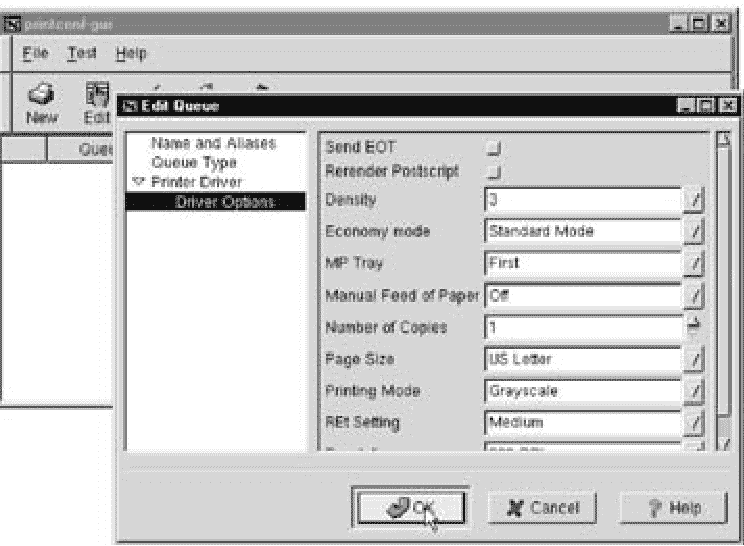 printconf-gui
File Test Help
New Edit
Queue
Edit Queue
Name and Aliases
Queue Type
Printer Driver
Driver Options
Send EOT
Rerender Postscript
Density 3
Economy mode Standard Mode
MP Tray First
Manual Feed of Paper Off
Number of Copies 1
Page Size US Letter
Printing Mode Grayscale
REt Setting Medium
OK Cancel Help